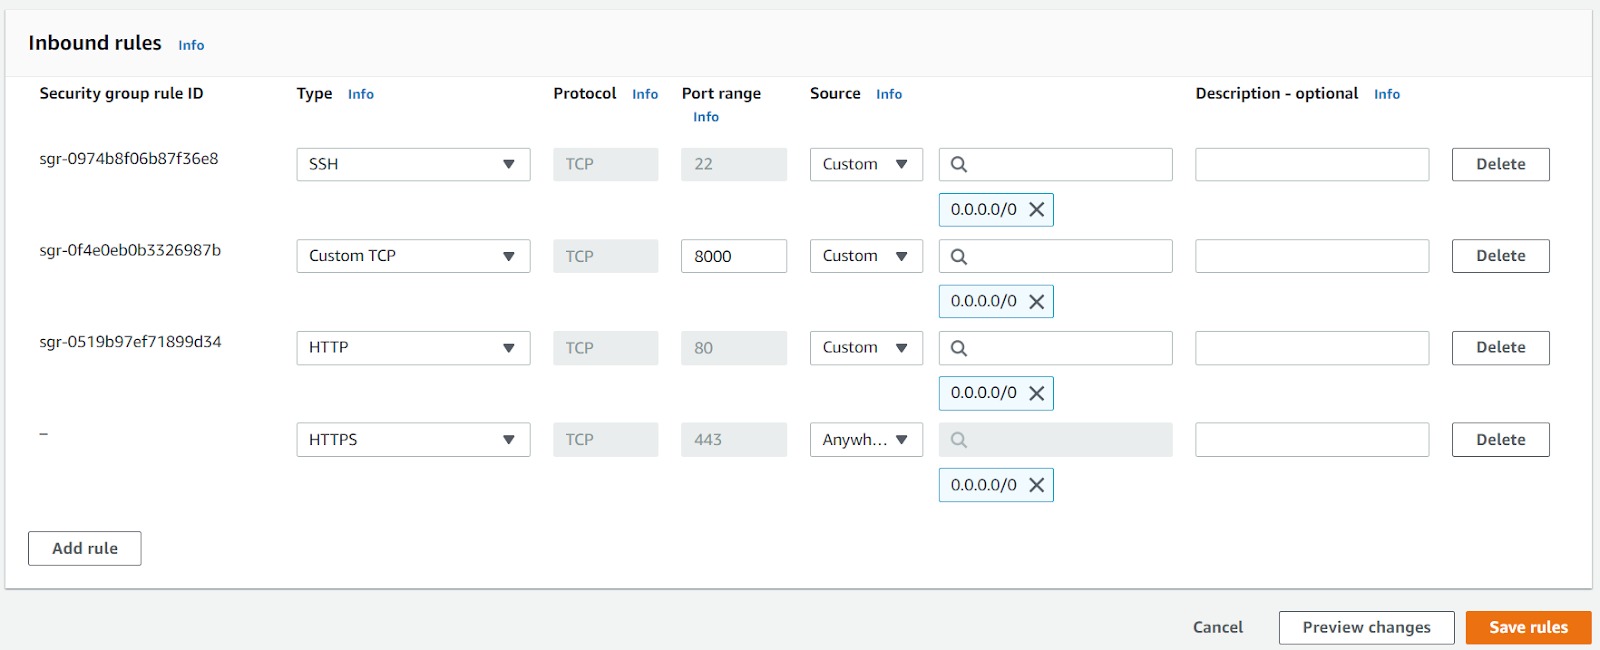 Inbound rules Info
Security group rule ID Type Info Protocol Info Port range Info Source Info Description - optional Info
sgr-0974b8f06b87f36e8 SSH TCP 22 Custom Delete
0.0.0.0/0
sgr-0f4e0eb0b3326987b Custom TCP TCP 8000 Custom Delete
0.0.0.0/0
sgr-0519b97ef71899d34 HTTP TCP 80 Custom Delete
0.0.0.0/0
– HTTPS TCP 443 Anywh... Delete
0.0.0.0/0
Add rule
Cancel Preview changes Save rules